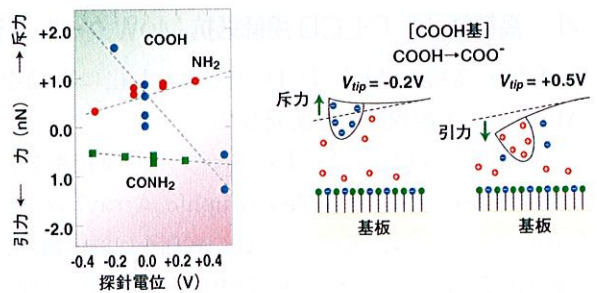 →斥力
力（nN）
引力←
+2.0
+1.0
0.0
1.0
-2.0
COOH
NH₂
CONH₂
-0.4
-0.2
0.0
+0.2
+0.4
探針電位（V）
[COOH基]
COOH→COO⁻
Vtip=-0.2V
Vtip=+0.5V
斥力
引力
基板
基板